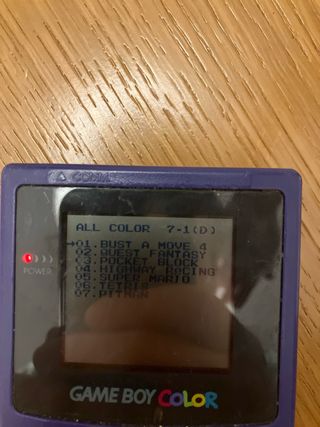 COMM.
ALL COLOR 7-1(D)
→01.BUST A MOVE 4
02.QUEST FANTASY
03.POCKET BLOCK
04.HIGHWAY RACING
05.SUPER MARIO
06.TETRIS
07.PITMAN
POWER
GAME BOY COLOR